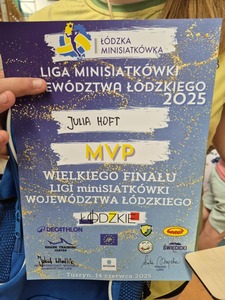 ŁÓDZKA
MINISIATKÓWKA
LIGA MINISIATKÓWKI
WOJEWÓDZTWA ŁÓDZKIEGO
2025
JULIA HOFT
MVP
WIELKIEGO FINAŁU
LIGI miniSIATKÓWKI
WOJEWÓDZTWA ŁÓDZKIEGO
ŁÓDZKIE
DECATHLON
ŚWIĘCICKI
Tuszyn, 14 czerwca 2025